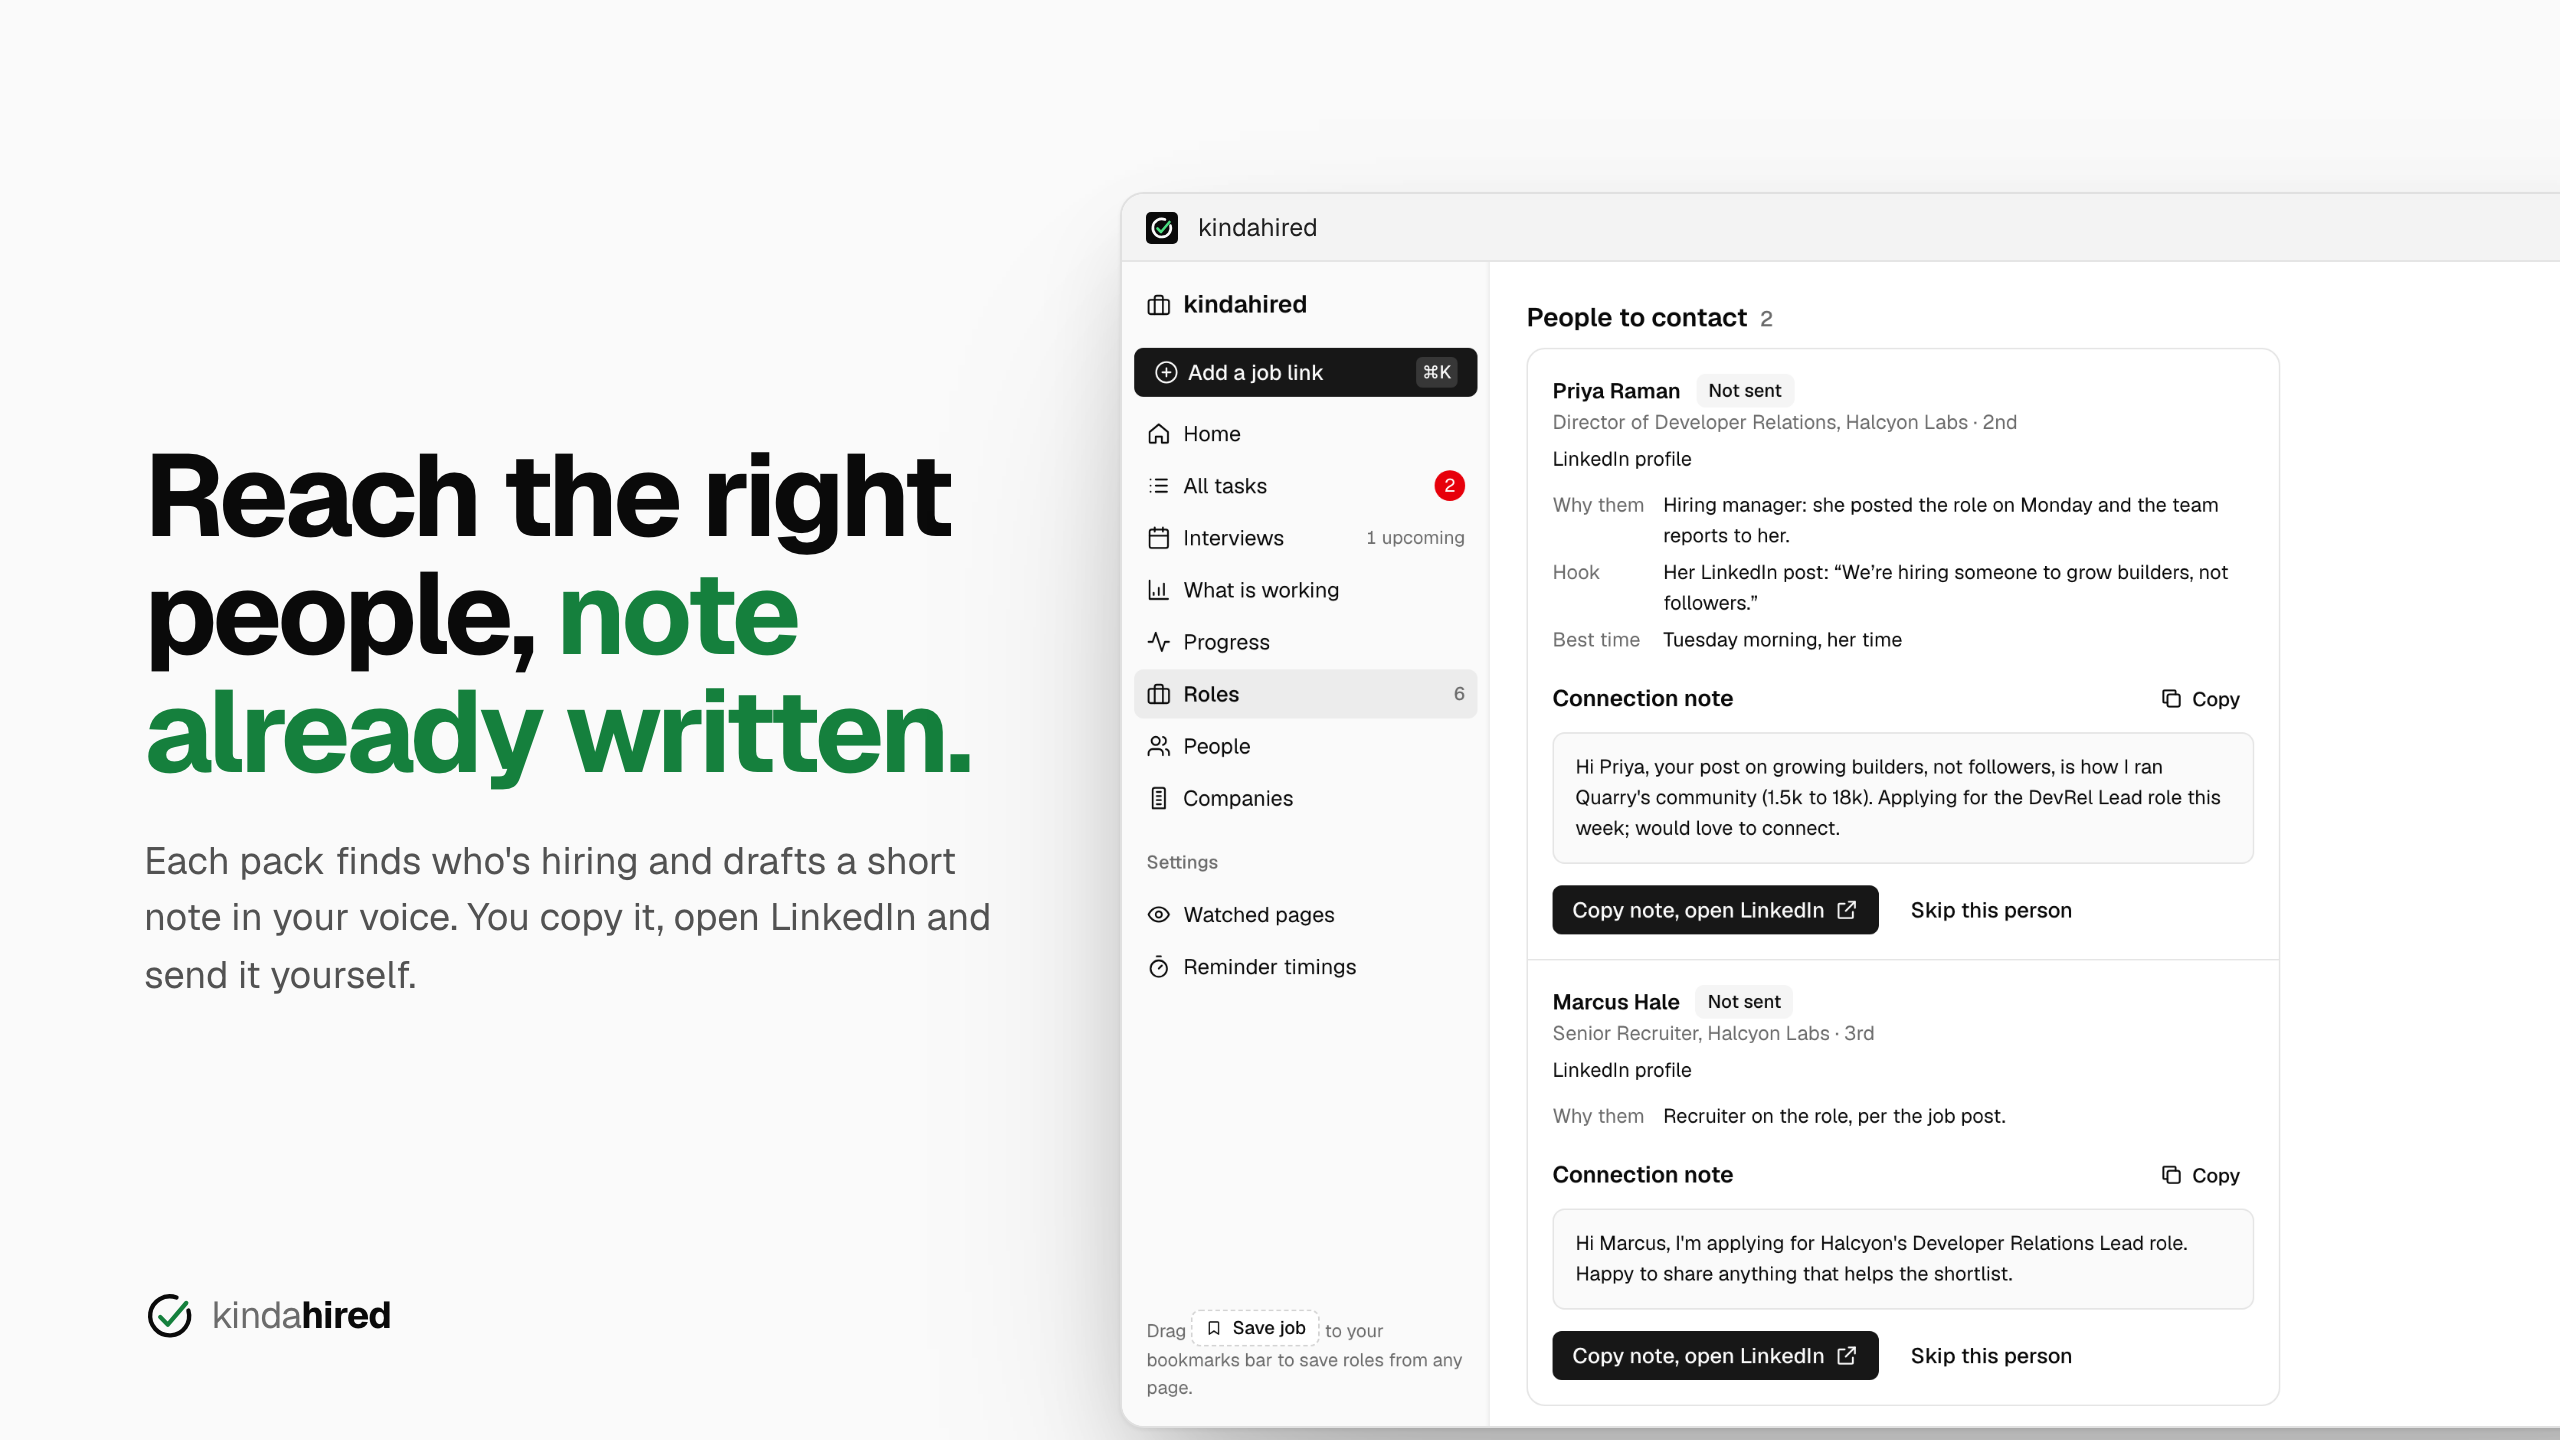 Reach the right
people, note
already written.
Each pack finds who's hiring and drafts a short
note in your voice. You copy it, open LinkedIn and
send it yourself.
kindahired
kindahired
kindahired
Add a job link ⌘K
Home
All tasks 2
Interviews 1 upcoming
What is working
Progress
Roles 6
People
Companies
Settings
Watched pages
Reminder timings
Drag Save job to your
bookmarks bar to save roles from any
page.
People to contact 2
Priya Raman Not sent
Director of Developer Relations, Halcyon Labs · 2nd
LinkedIn profile
Why them Hiring manager: she posted the role on Monday and the team
reports to her.
Hook Her LinkedIn post: “We’re hiring someone to grow builders, not
followers.”
Best time Tuesday morning, her time
Connection note Copy
Hi Priya, your post on growing builders, not followers, is how I ran
Quarry's community (1.5k to 18k). Applying for the DevRel Lead role this
week; would love to connect.
Copy note, open LinkedIn Skip this person
Marcus Hale Not sent
Senior Recruiter, Halcyon Labs · 3rd
LinkedIn profile
Why them Recruiter on the role, per the job post.
Connection note Copy
Hi Marcus, I'm applying for Halcyon's Developer Relations Lead role.
Happy to share anything that helps the shortlist.
Copy note, open LinkedIn Skip this person